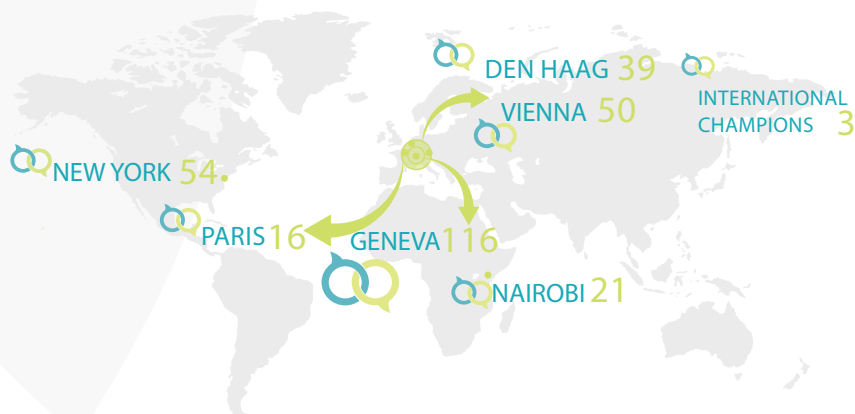 DEN HAAG 39
INTERNATIONAL
CHAMPIONS 3
VIENNA 50
NEW YORK 54.
PARIS 16
GENEVA 116
NAIROBI 21